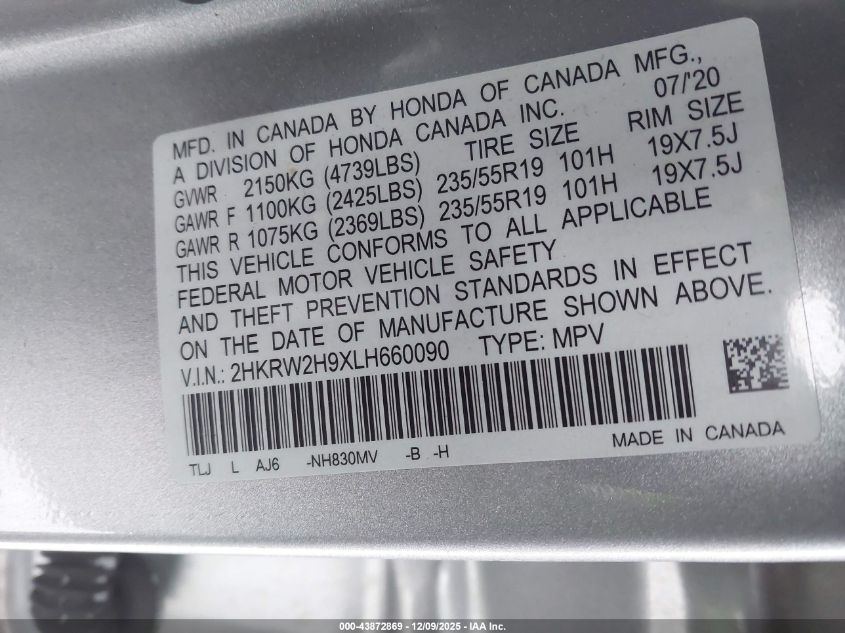 MFD. IN CANADA BY HONDA OF CANADA MFG.,
A DIVISION OF HONDA CANADA INC. 07/'20
GVWR 2150KG (4739LBS) TIRE SIZE RIM SIZE
GAWR F 1100KG (2425LBS) 235/55R19 101H 19X7.5J
GAWR R 1075KG (2369LBS) 235/55R19 101H 19X7.5J
THIS VEHICLE CONFORMS TO ALL APPLICABLE
FEDERAL MOTOR VEHICLE SAFETY
AND THEFT PREVENTION STANDARDS IN EFFECT
ON THE DATE OF MANUFACTURE SHOWN ABOVE.
V.I.N.: 2HKRW2H9XLH660090 TYPE: MPV
TLJ L AJ6 -NH830MV -B -H MADE IN CANADA
000-43872869 - 12/09/2025 - IAA Inc.